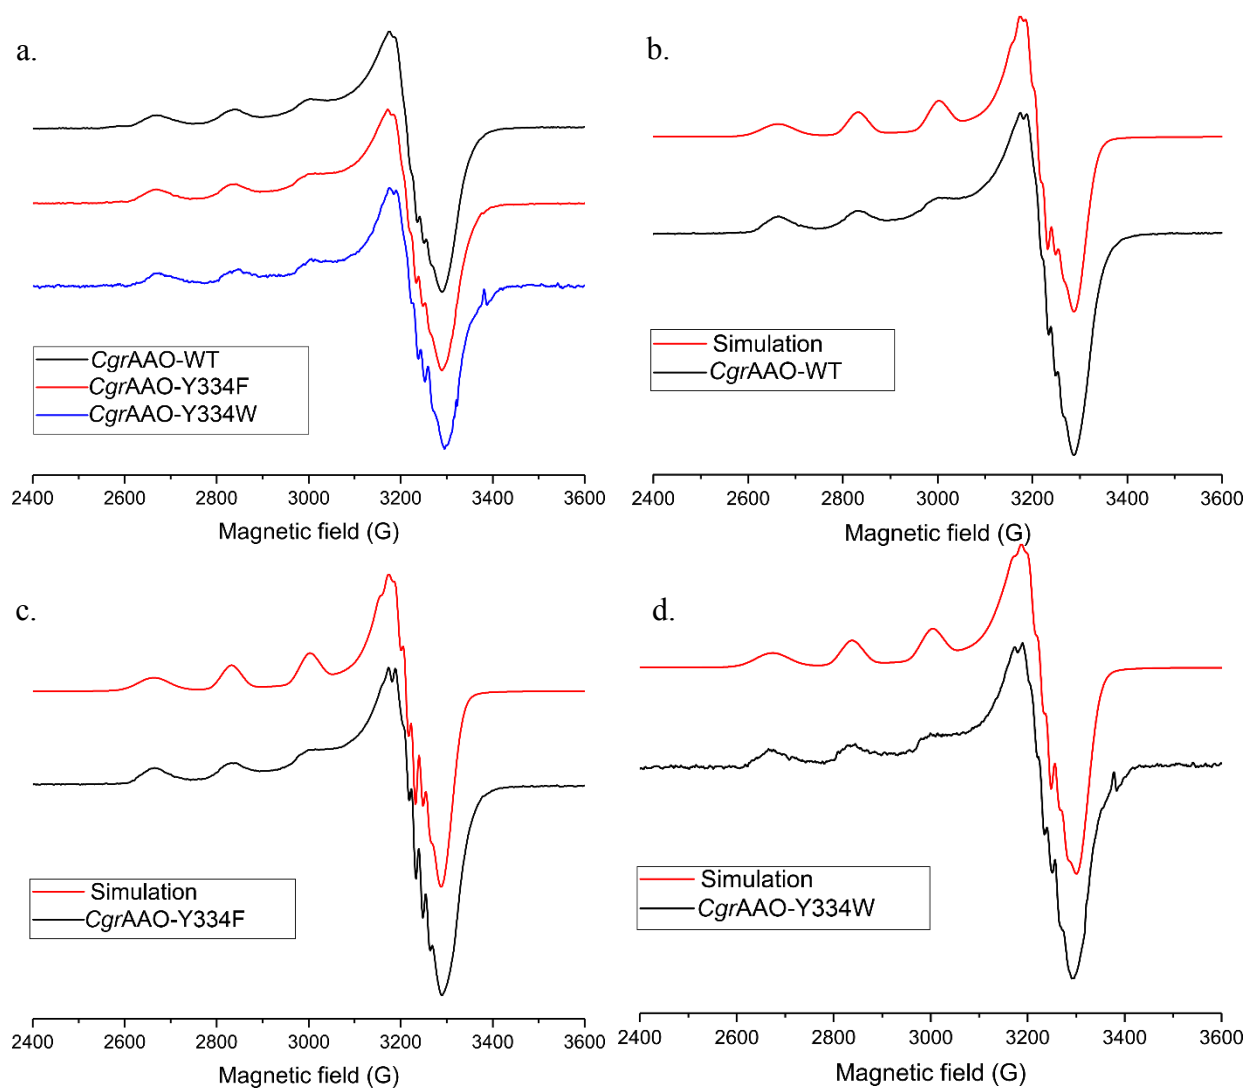 a.
CgrAAO-WT
CgrAAO-Y334F
CgrAAO-Y334W
2400 2600 2800 3000 3200 3400 3600
Magnetic field (G)
b.
Simulation
CgrAAO-WT
2400 2600 2800 3000 3200 3400 3600
Magnetic field (G)
c.
Simulation
CgrAAO-Y334F
2400 2600 2800 3000 3200 3400 3600
Magnetic field (G)
d.
Simulation
CgrAAO-Y334W
2400 2600 2800 3000 3200 3400 3600
Magnetic field (G)